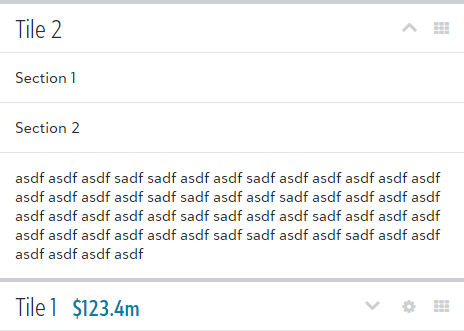 Tile 2
Section 1
Section 2
asdf asdf asdf sadf sadf asdf asdf sadf asdf asdf asdf asdf asdf
asdf asdf asdf asdf sadf sadf asdf asdf sadf asdf asdf asdf asdf
asdf asdf asdf asdf asdf sadf sadf asdf asdf sadf asdf asdf asdf
asdf asdf asdf asdf asdf asdf sadf sadf asdf asdf sadf asdf asdf
asdf asdf asdf asdf
Tile 1 $123.4m